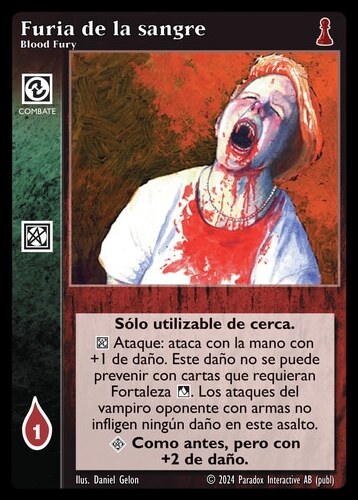 Furia de la sangre
Blood Fury
COMBATE
Sólo utilizable de cerca.
Ataque: ataca con la mano con
+1 de daño. Este daño no se puede
prevenir con cartas que requieran
Fortaleza . Los ataques del
vampiro oponente con armas no
infligen ningún daño en este asalto.
Como antes, pero con
+2 de daño.
1
Ilus. Daniel Gelon
© 2024 Paradox Interactive AB (publ)